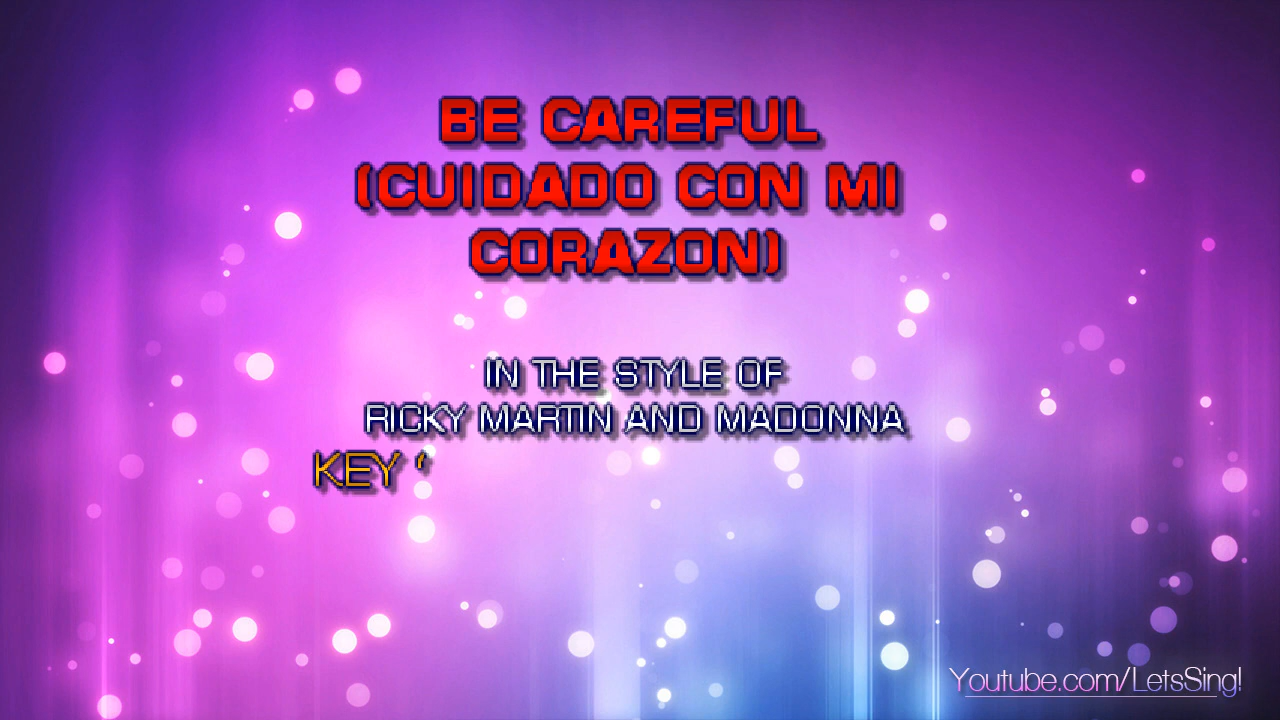 BE CAREFUL
(CUIDADO CON MI
CORAZON)
IN THE STYLE OF
RICKY MARTIN AND MADONNA
KEY ‘
Youtube.com/LetsSing!